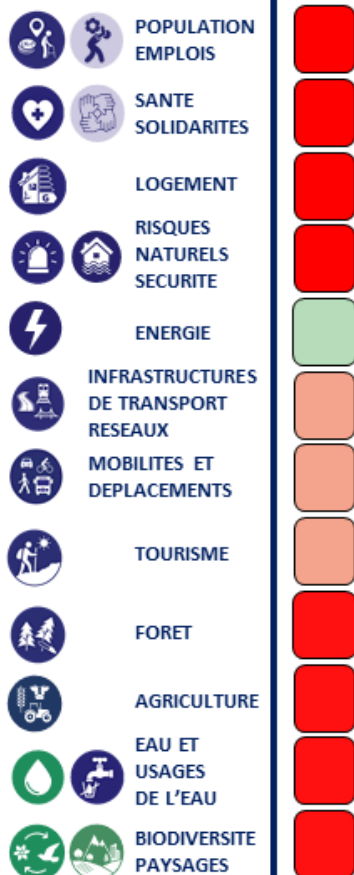 POPULATION
EMPLOIS
SANTE
SOLIDARITES
LOGEMENT
RISQUES
NATURELS
SECURITE
ENERGIE
INFRASTRUCTURES
DE TRANSPORT
RESEAUX
MOBILITES ET
DEPLACEMENTS
TOURISME
FORET
AGRICULTURE
EAU ET
USAGES
DE L'EAU
BIODIVERSITE
PAYSAGES